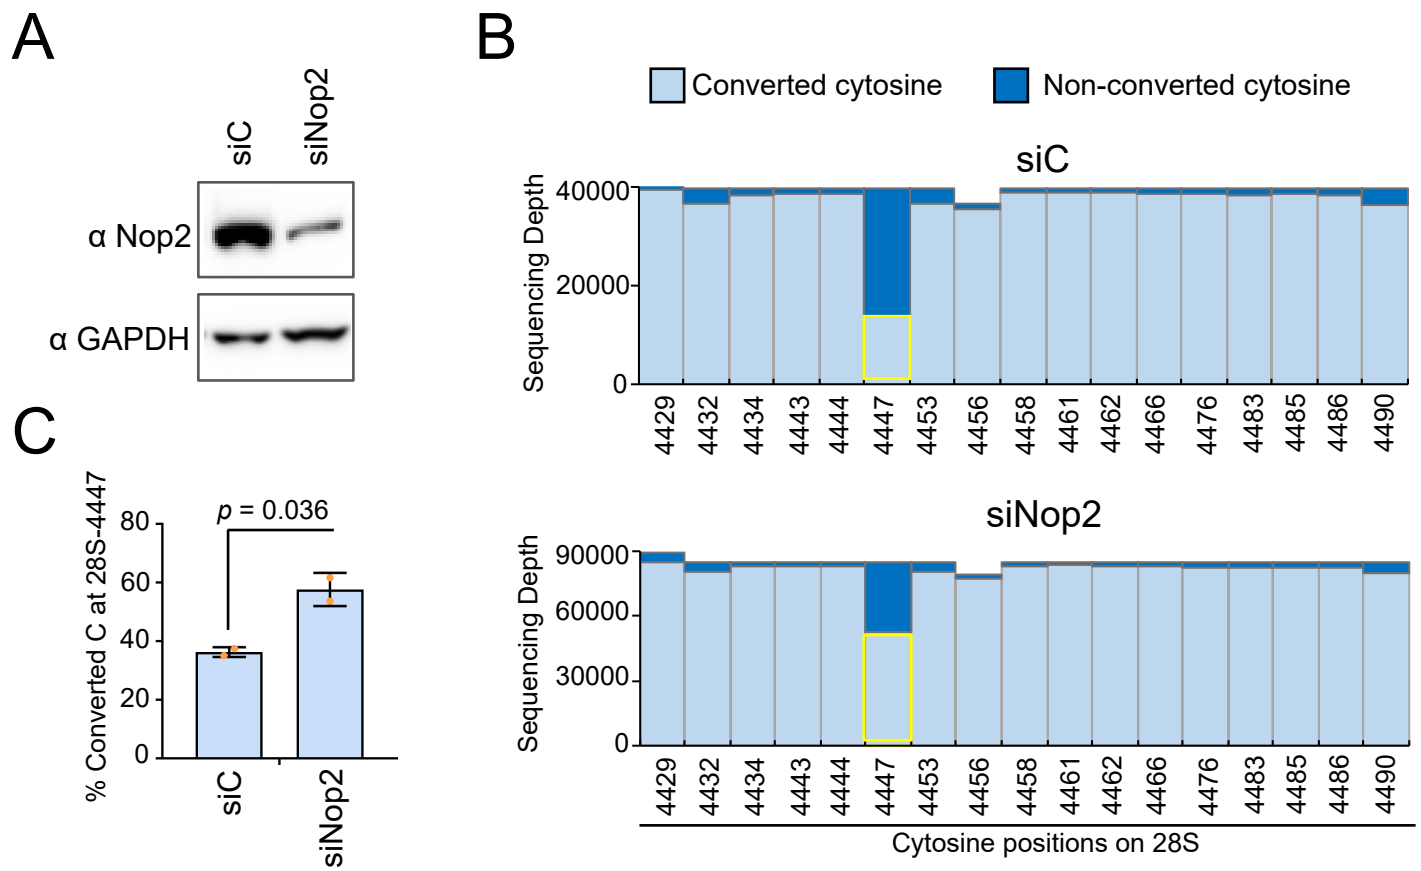 A
siC
siNop2
α Nop2
α GAPDH
B
Converted cytosine
Non-converted cytosine
siC
Sequencing Depth
40000
20000
0
4429
4432
4434
4443
4444
4447
4453
4456
4458
4461
4462
4466
4476
4483
4485
4486
4490
siNop2
Sequencing Depth
90000
60000
30000
0
4429
4432
4434
4443
4444
4447
4453
4456
4458
4461
4462
4466
4476
4483
4485
4486
4490
Cytosine positions on 28S
C
% Converted C at 28S-4447
p = 0.036
80
60
40
20
0
siC
siNop2